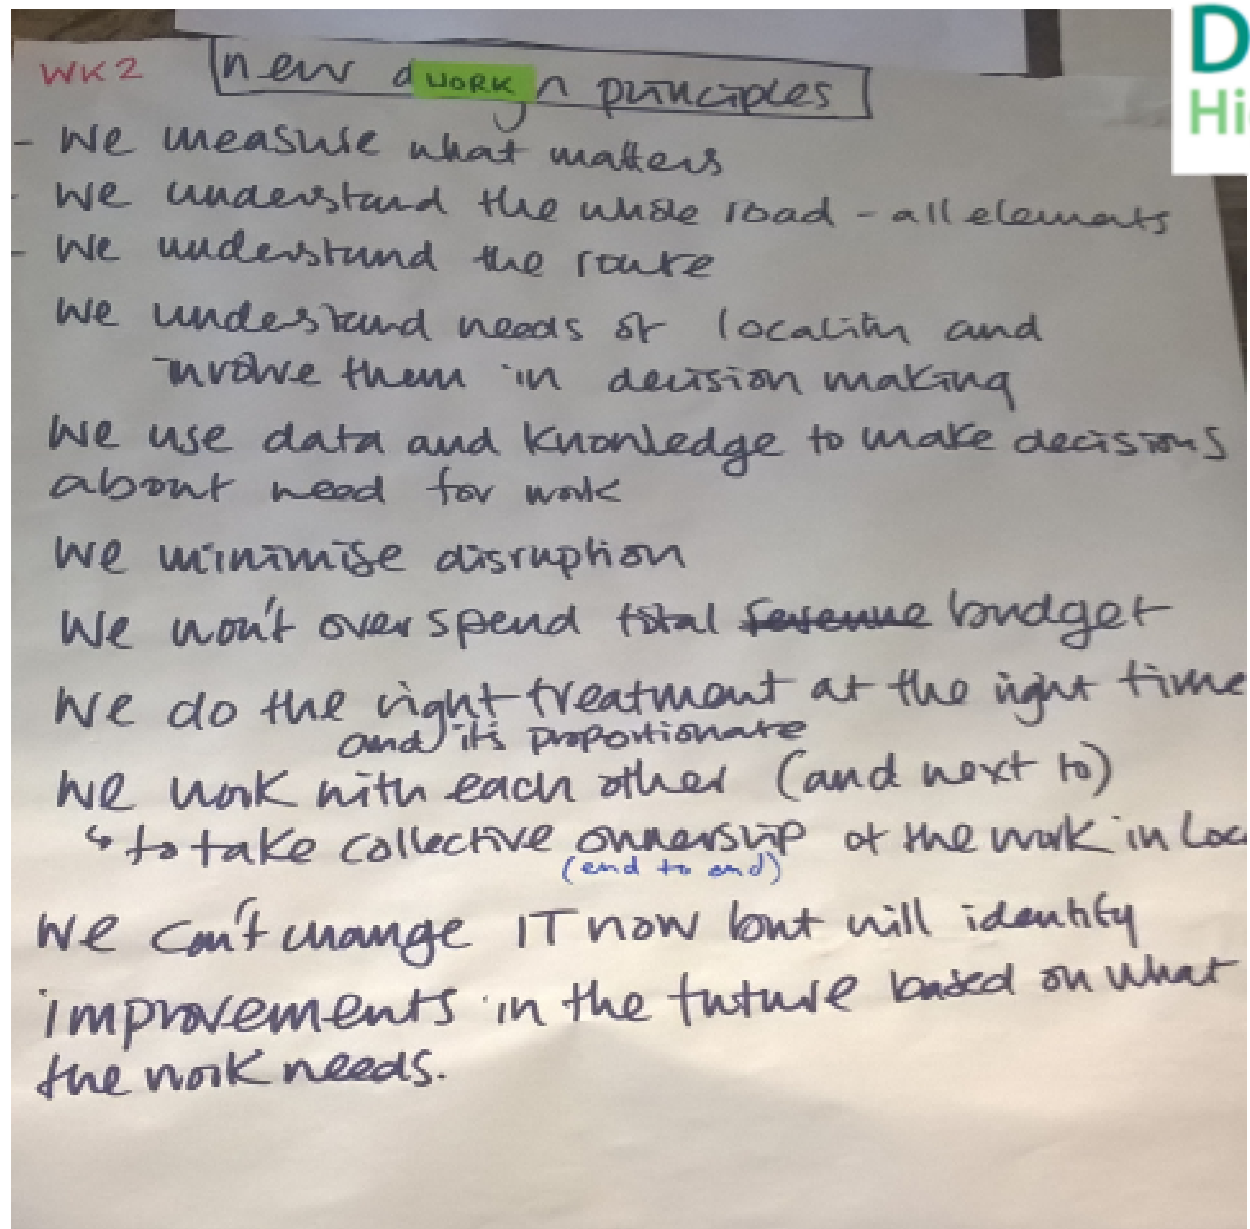 D
Hi
WK2
new d WORK n principles
- We measure what matters
- We understand the whole road - all elements
- We understand the route
We understand needs of locality and
involve them in decision making
We use data and knowledge to make decisions
about need for work
We minimise disruption
We won't overspend total revenue budget
We do the right treatment at the right time
and it's proportionate
We work with each other (and next to)
↳ to take collective ownership of the work in Loc
(end to end)
We can't change IT now but will identify
improvements in the future based on what
the work needs.